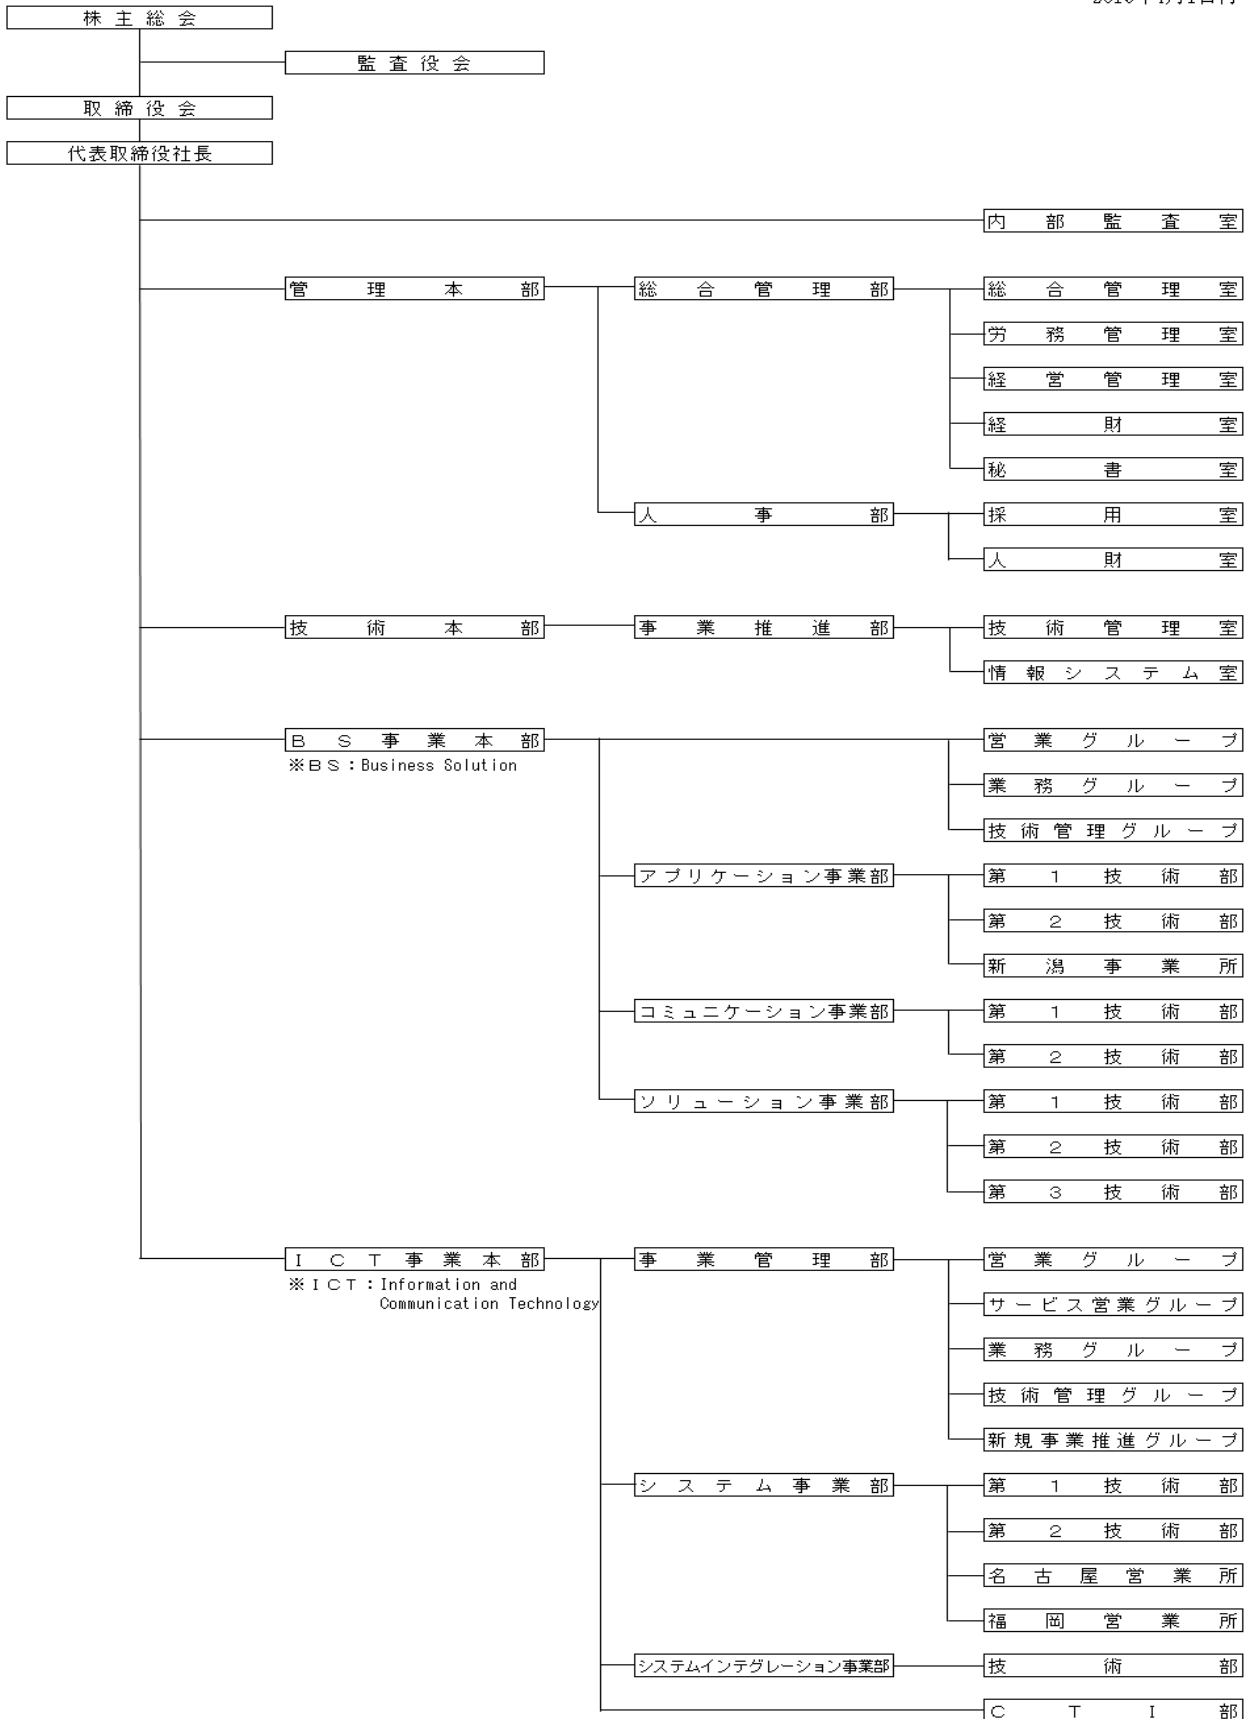 株主総会
監査役会
取締役会
代表取締役社長
内部監査室
管理本部 総合管理部 総合管理室
労務管理室
経営管理室
経財室
秘書室
人事部 採用室
人財室
技術本部 事業推進部 技術管理室
情報システム室
ＢＳ事業本部 営業グループ
※ＢＳ：Business Solution
業務グループ
技術管理グループ
アプリケーション事業部 第１技術部
第２技術部
新潟事業所
コミュニケーション事業部 第１技術部
第２技術部
ソリューション事業部 第１技術部
第２技術部
第３技術部
ＩＣＴ事業本部 事業管理部 営業グループ
※ＩＣＴ：Information and
Communication Technology
サービス営業グループ
業務グループ
技術管理グループ
新規事業推進グループ
システム事業部 第１技術部
第２技術部
名古屋営業所
福岡営業所
システムインテグレーション事業部 技術部
ＣＴＩ部